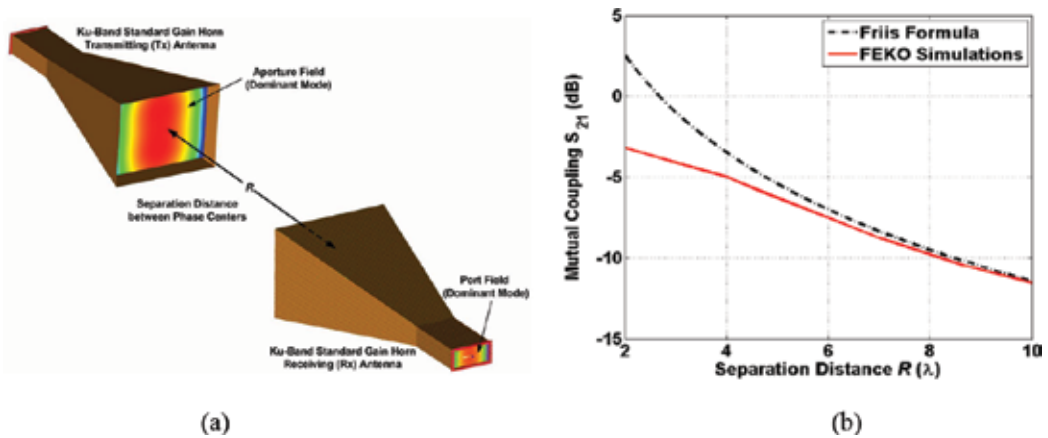 Ku-Band Standard Gain Horn
Transmitting (Tx) Antenna
Aperture Field
(Dominant Mode)
R
Separation Distance
between Phase Centers
Port Field
(Dominant Mode)
Ku-Band Standard Gain Horn
Receiving (Rx) Antenna
(a)
Friis Formula
FEKO Simulations
Mutual Coupling S21 (dB)
0
-5
-10
-15
2
4
6
8
10
Separation Distance R (λ)
(b)